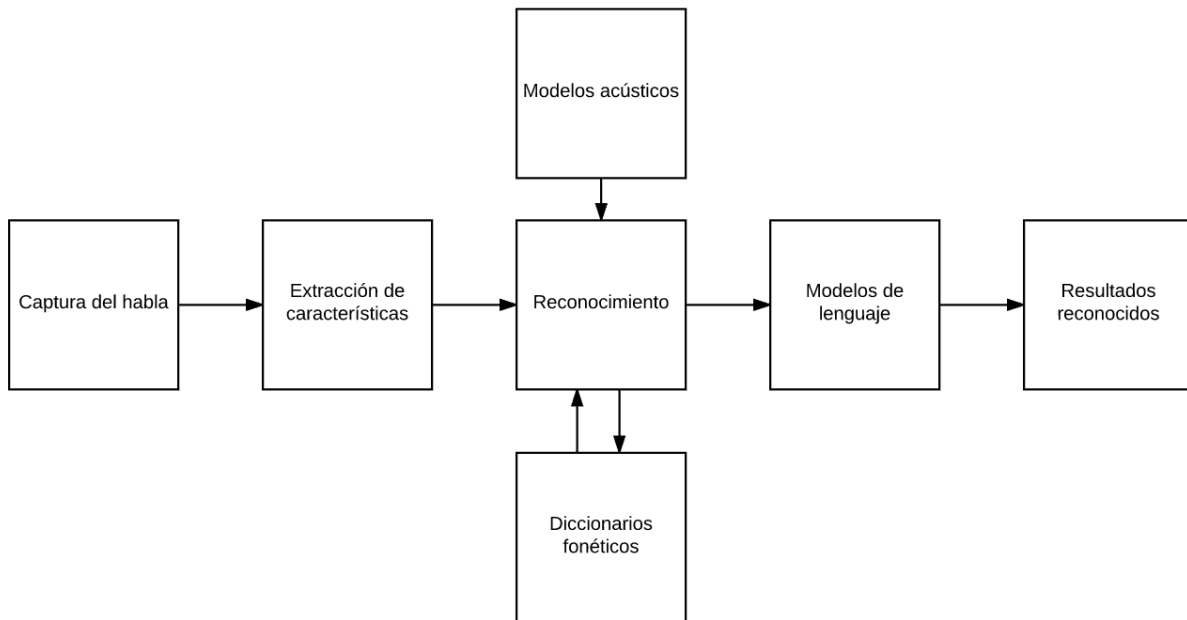 Modelos acústicos
Captura del habla
Extracción de
características
Reconocimiento
Modelos de
lenguaje
Resultados
reconocidos
Diccionarios
fonéticos